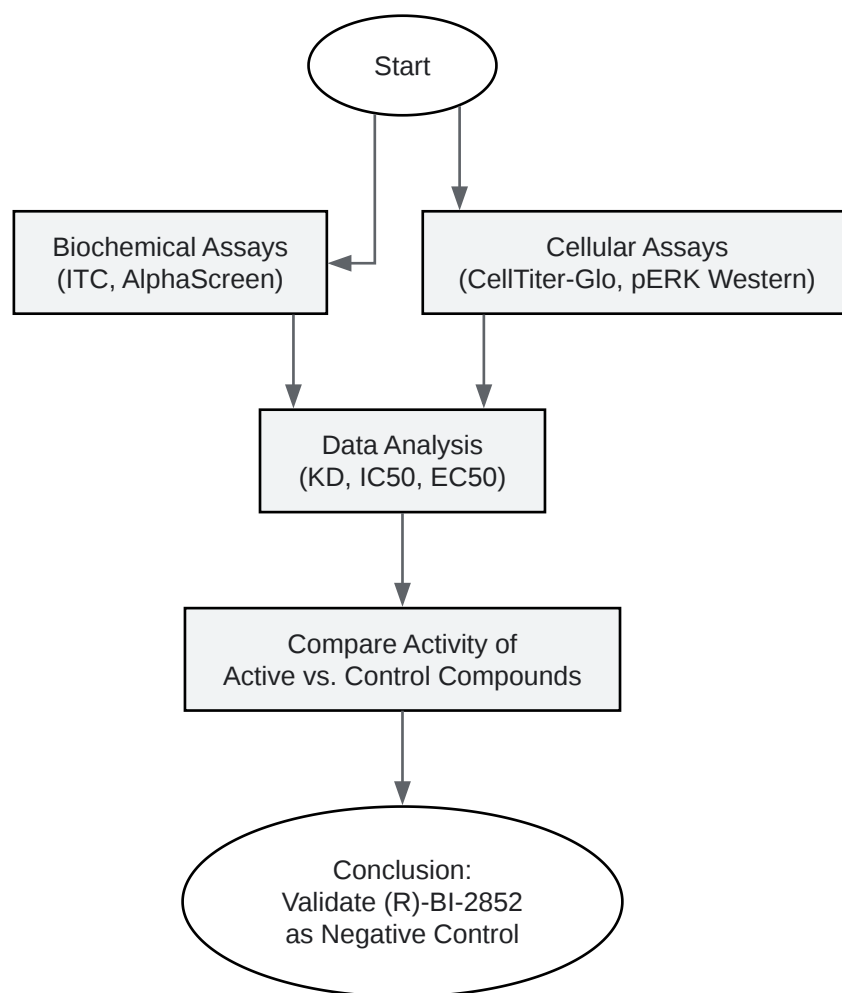 Start
Biochemical Assays
(ITC, AlphaScreen)
Cellular Assays
(CellTiter-Glo, pERK Western)
Data Analysis
(KD, IC50, EC50)
Compare Activity of
Active vs. Control Compounds
Conclusion:
Validate (R)-BI-2852
as Negative Control